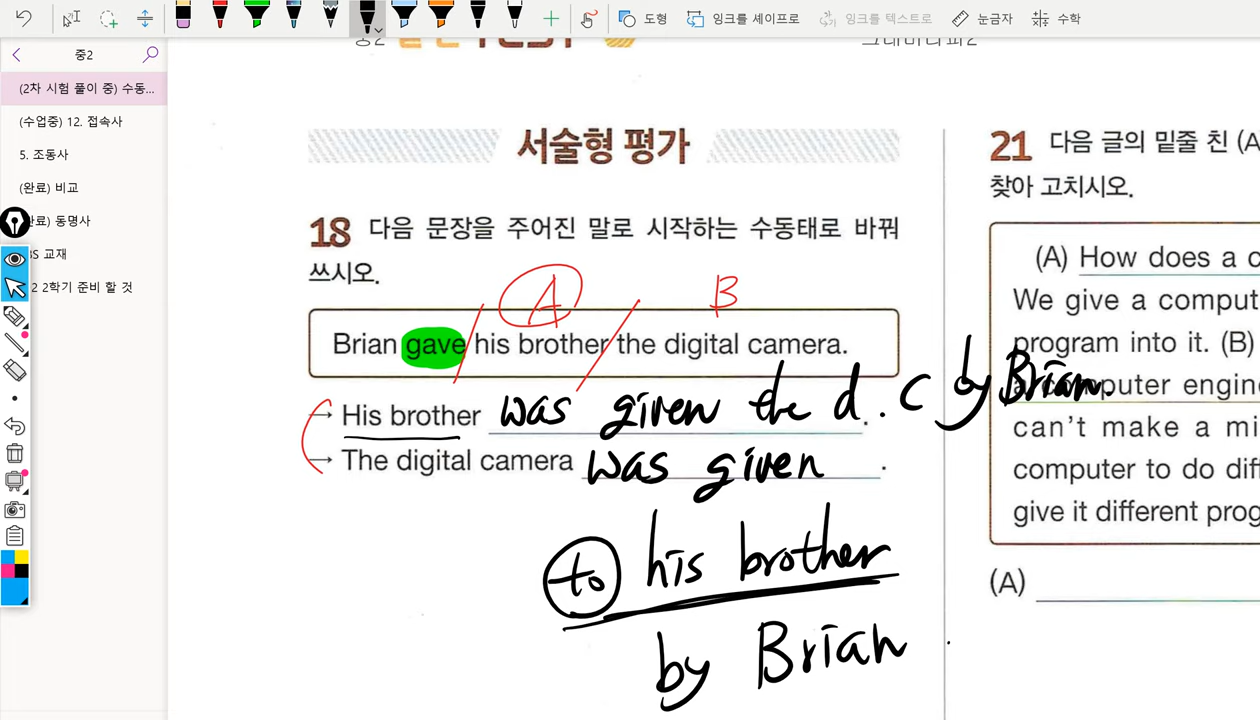 도형
잉크를 셰이프로
잉크를 텍스트로
눈금자
수학
중2
(2차 시험 풀이 중) 수동...
(수업중) 12. 접속사
5. 조동사
(완료) 비교
료) 동명사
교재
2학기 준비 할 것
서술형 평가
18 다음 문장을 주어진 말로 시작하는 수동태로 바꿔
쓰시오.
A B
Brian gave his brother the digital camera.
→ His brother was given the d. c by Brian.
→ The digital camera was given .
to his brother
by Brian
21 다음 글의 밑줄 친 (A
찾아 고치시오.
(A) How does a c
We give a comput
program into it. (B)
a computer engine
can't make a mi
computer to do diff
give it different prog
(A)